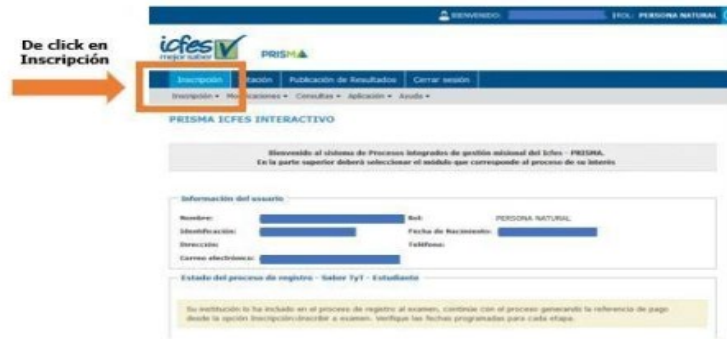 BIENVENIDO: ROL: PERSONA NATURAL
De click en
Inscripción
icfes
mejor saber
PRISMA
Inscripción Citación Publicación de Resultados Cerrar sesión
Inscripción Modificaciones Consultas Aplicación Ayuda
PRISMA ICFES INTERACTIVO
Bienvenido al sistema de Procesos integrados de gestión misional del Icfes - PRISMA.
En la parte superior deberá seleccionar el módulo que corresponde al proceso de su interés
Información del usuario
Nombre: Rol: PERSONA NATURAL
Identificación: Fecha de Nacimiento:
Dirección: Teléfono:
Correo electrónico:
Estado del proceso de registro - Saber TyT - Estudiante
Su institución lo ha incluido en el proceso de registro al examen, continúe con el proceso generando la referencia de pago
desde la opción Inscripción/Inscribir a examen. Verifique las fechas programadas para cada etapa.